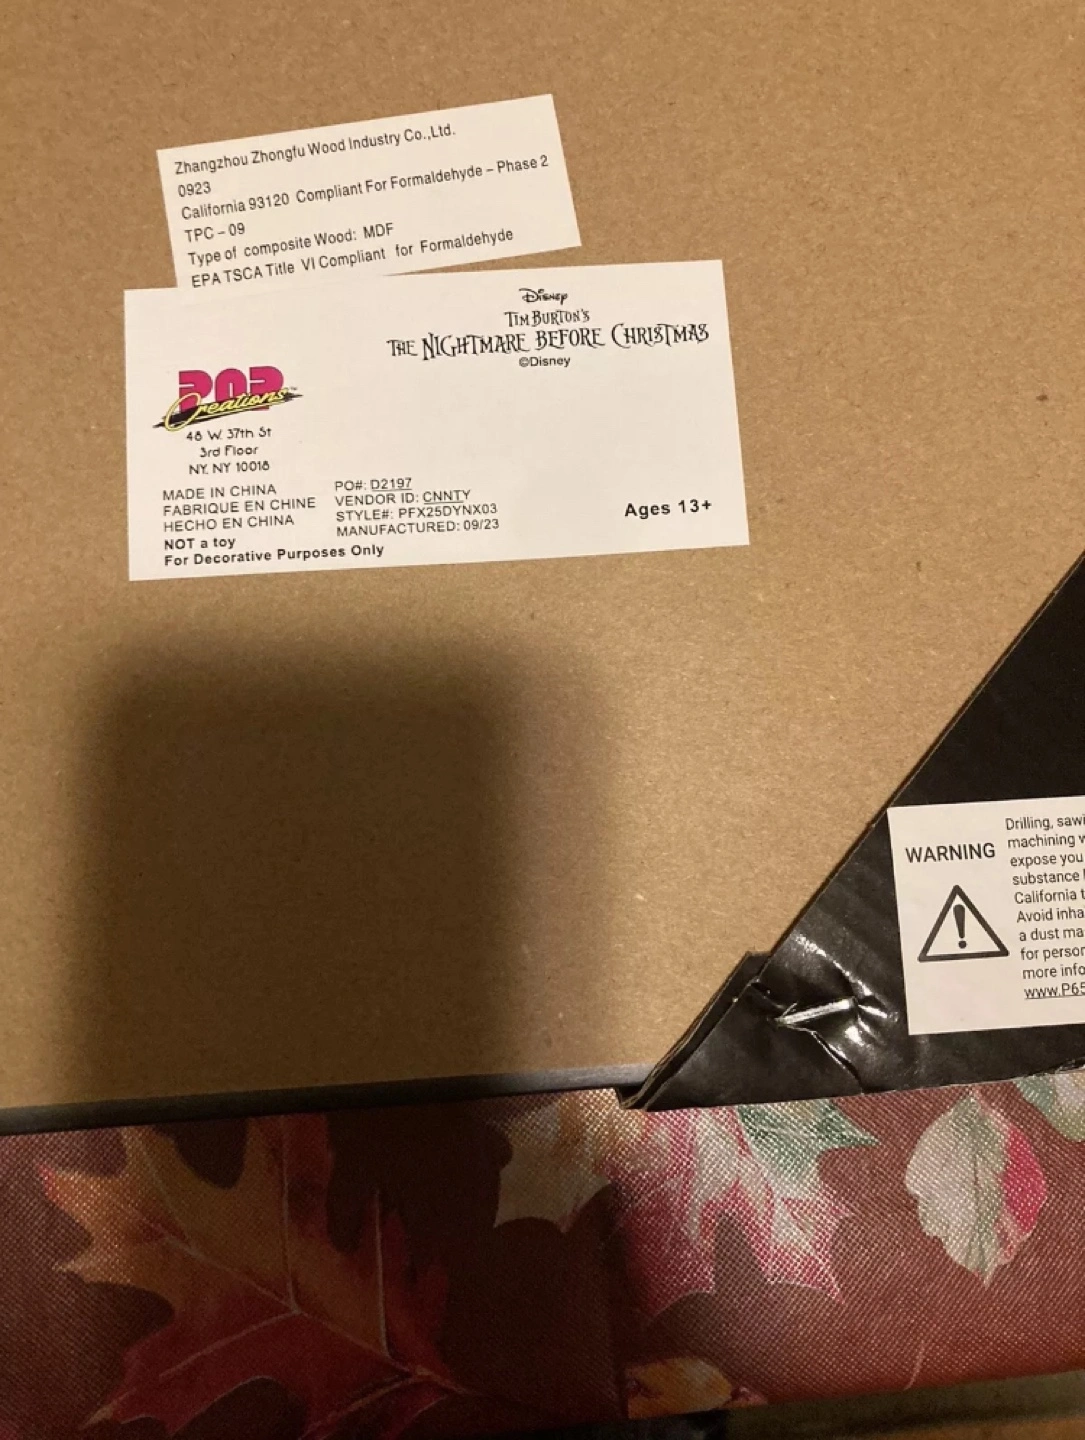 Zhangzhou Zhongfu Wood Industry Co.,Ltd.
0923
California 93120 Compliant For Formaldehyde – Phase 2
TPC – 09
Type of composite Wood: MDF
EPA TSCA Title VI Compliant for Formaldehyde
Disney
TIM BURTON'S
THE NIGHTMARE BEFORE CHRISTMAS
©Disney
POP
Creations™
48 W. 37th St
3rd Floor
NY, NY 10018
MADE IN CHINA
FABRIQUE EN CHINE
HECHO EN CHINA
NOT a toy
For Decorative Purposes Only
PO#: D2197
VENDOR ID: CNNTY
STYLE#: PFX25DYNX03
MANUFACTURED: 09/23
Ages 13+
WARNING
Drilling, sawi
machining w
expose you
substance
California t
Avoid inha
a dust ma
for person
more info
www.P65